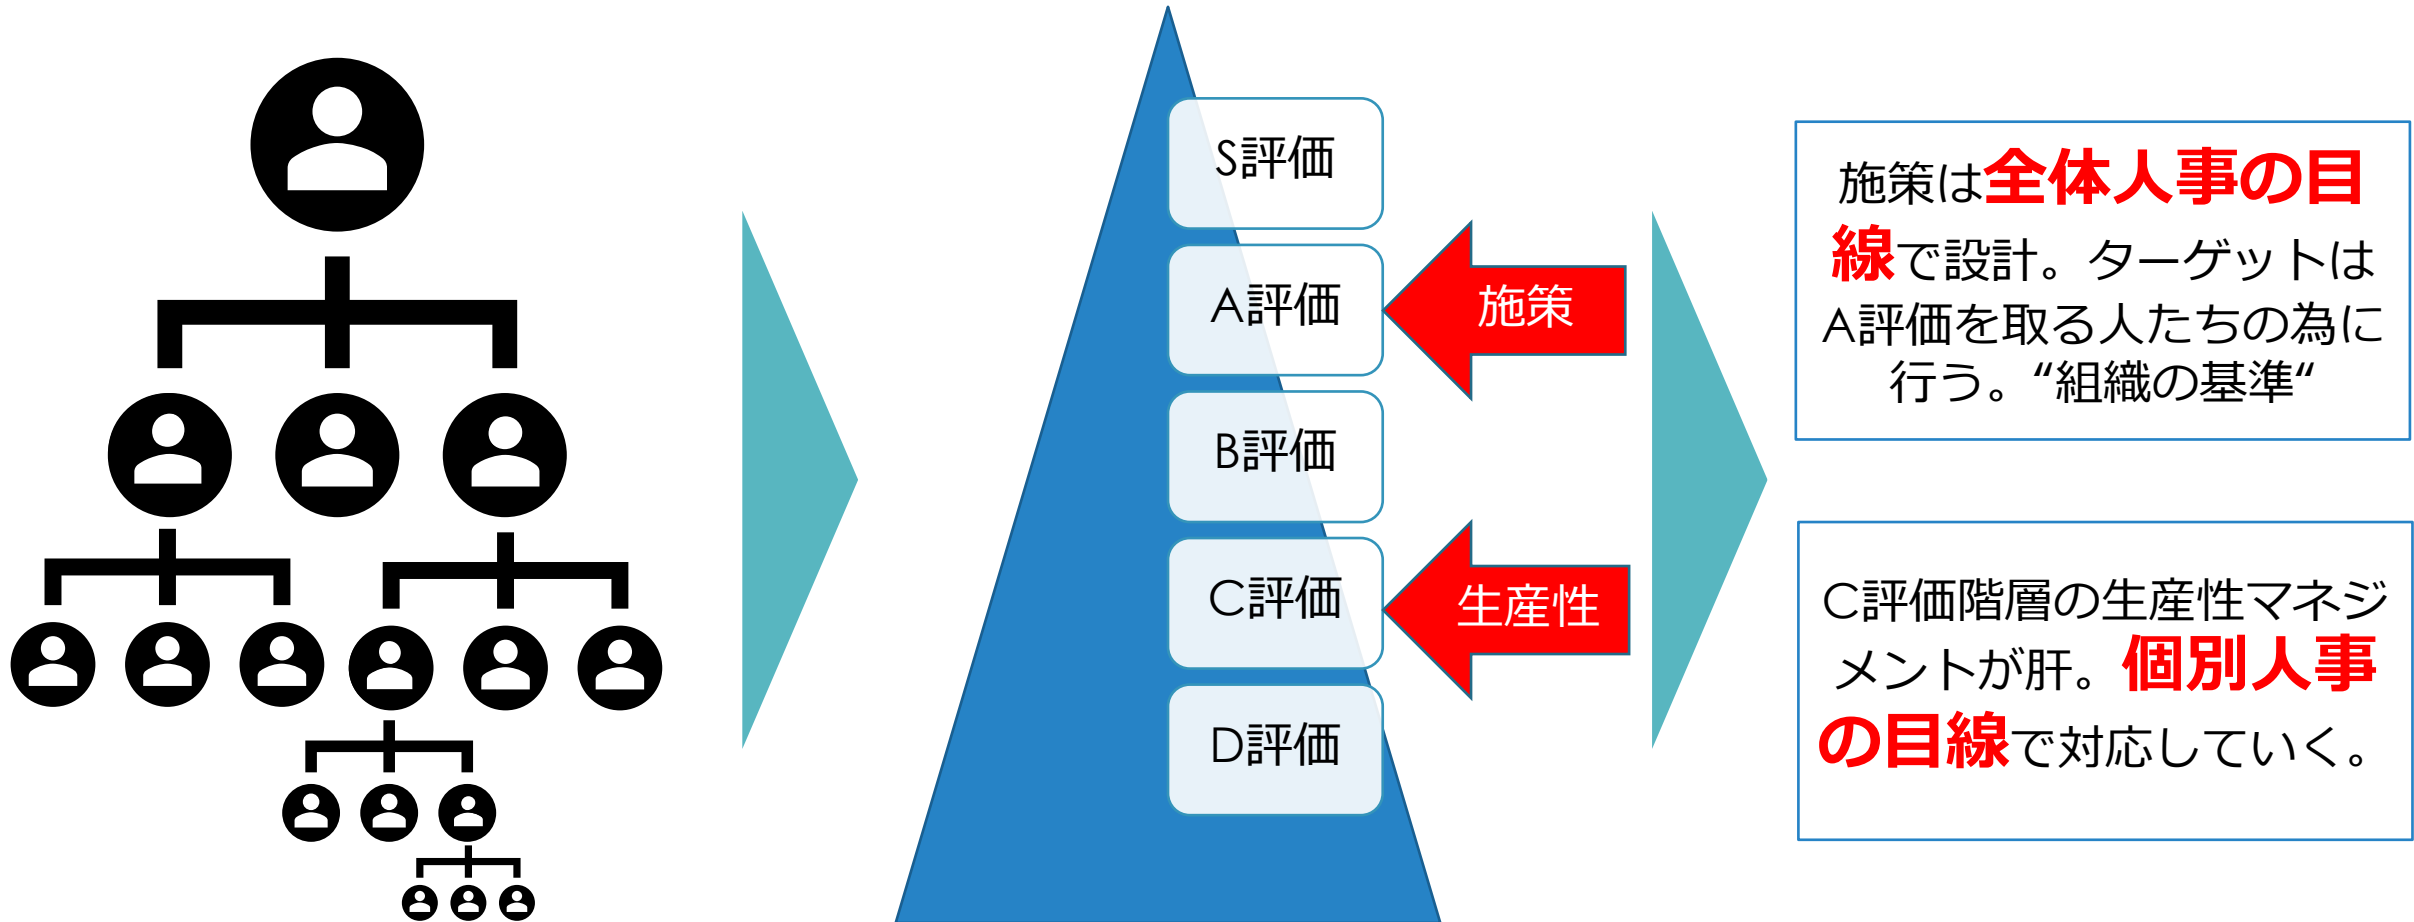 S評価
A評価
B評価
C評価
D評価
施策
生産性
施策は全体人事の目
線で設計。ターゲットは
A評価を取る人たちの為に
行う。“組織の基準“
C評価階層の生産性マネジ
メントが肝。個別人事
の目線で対応していく。